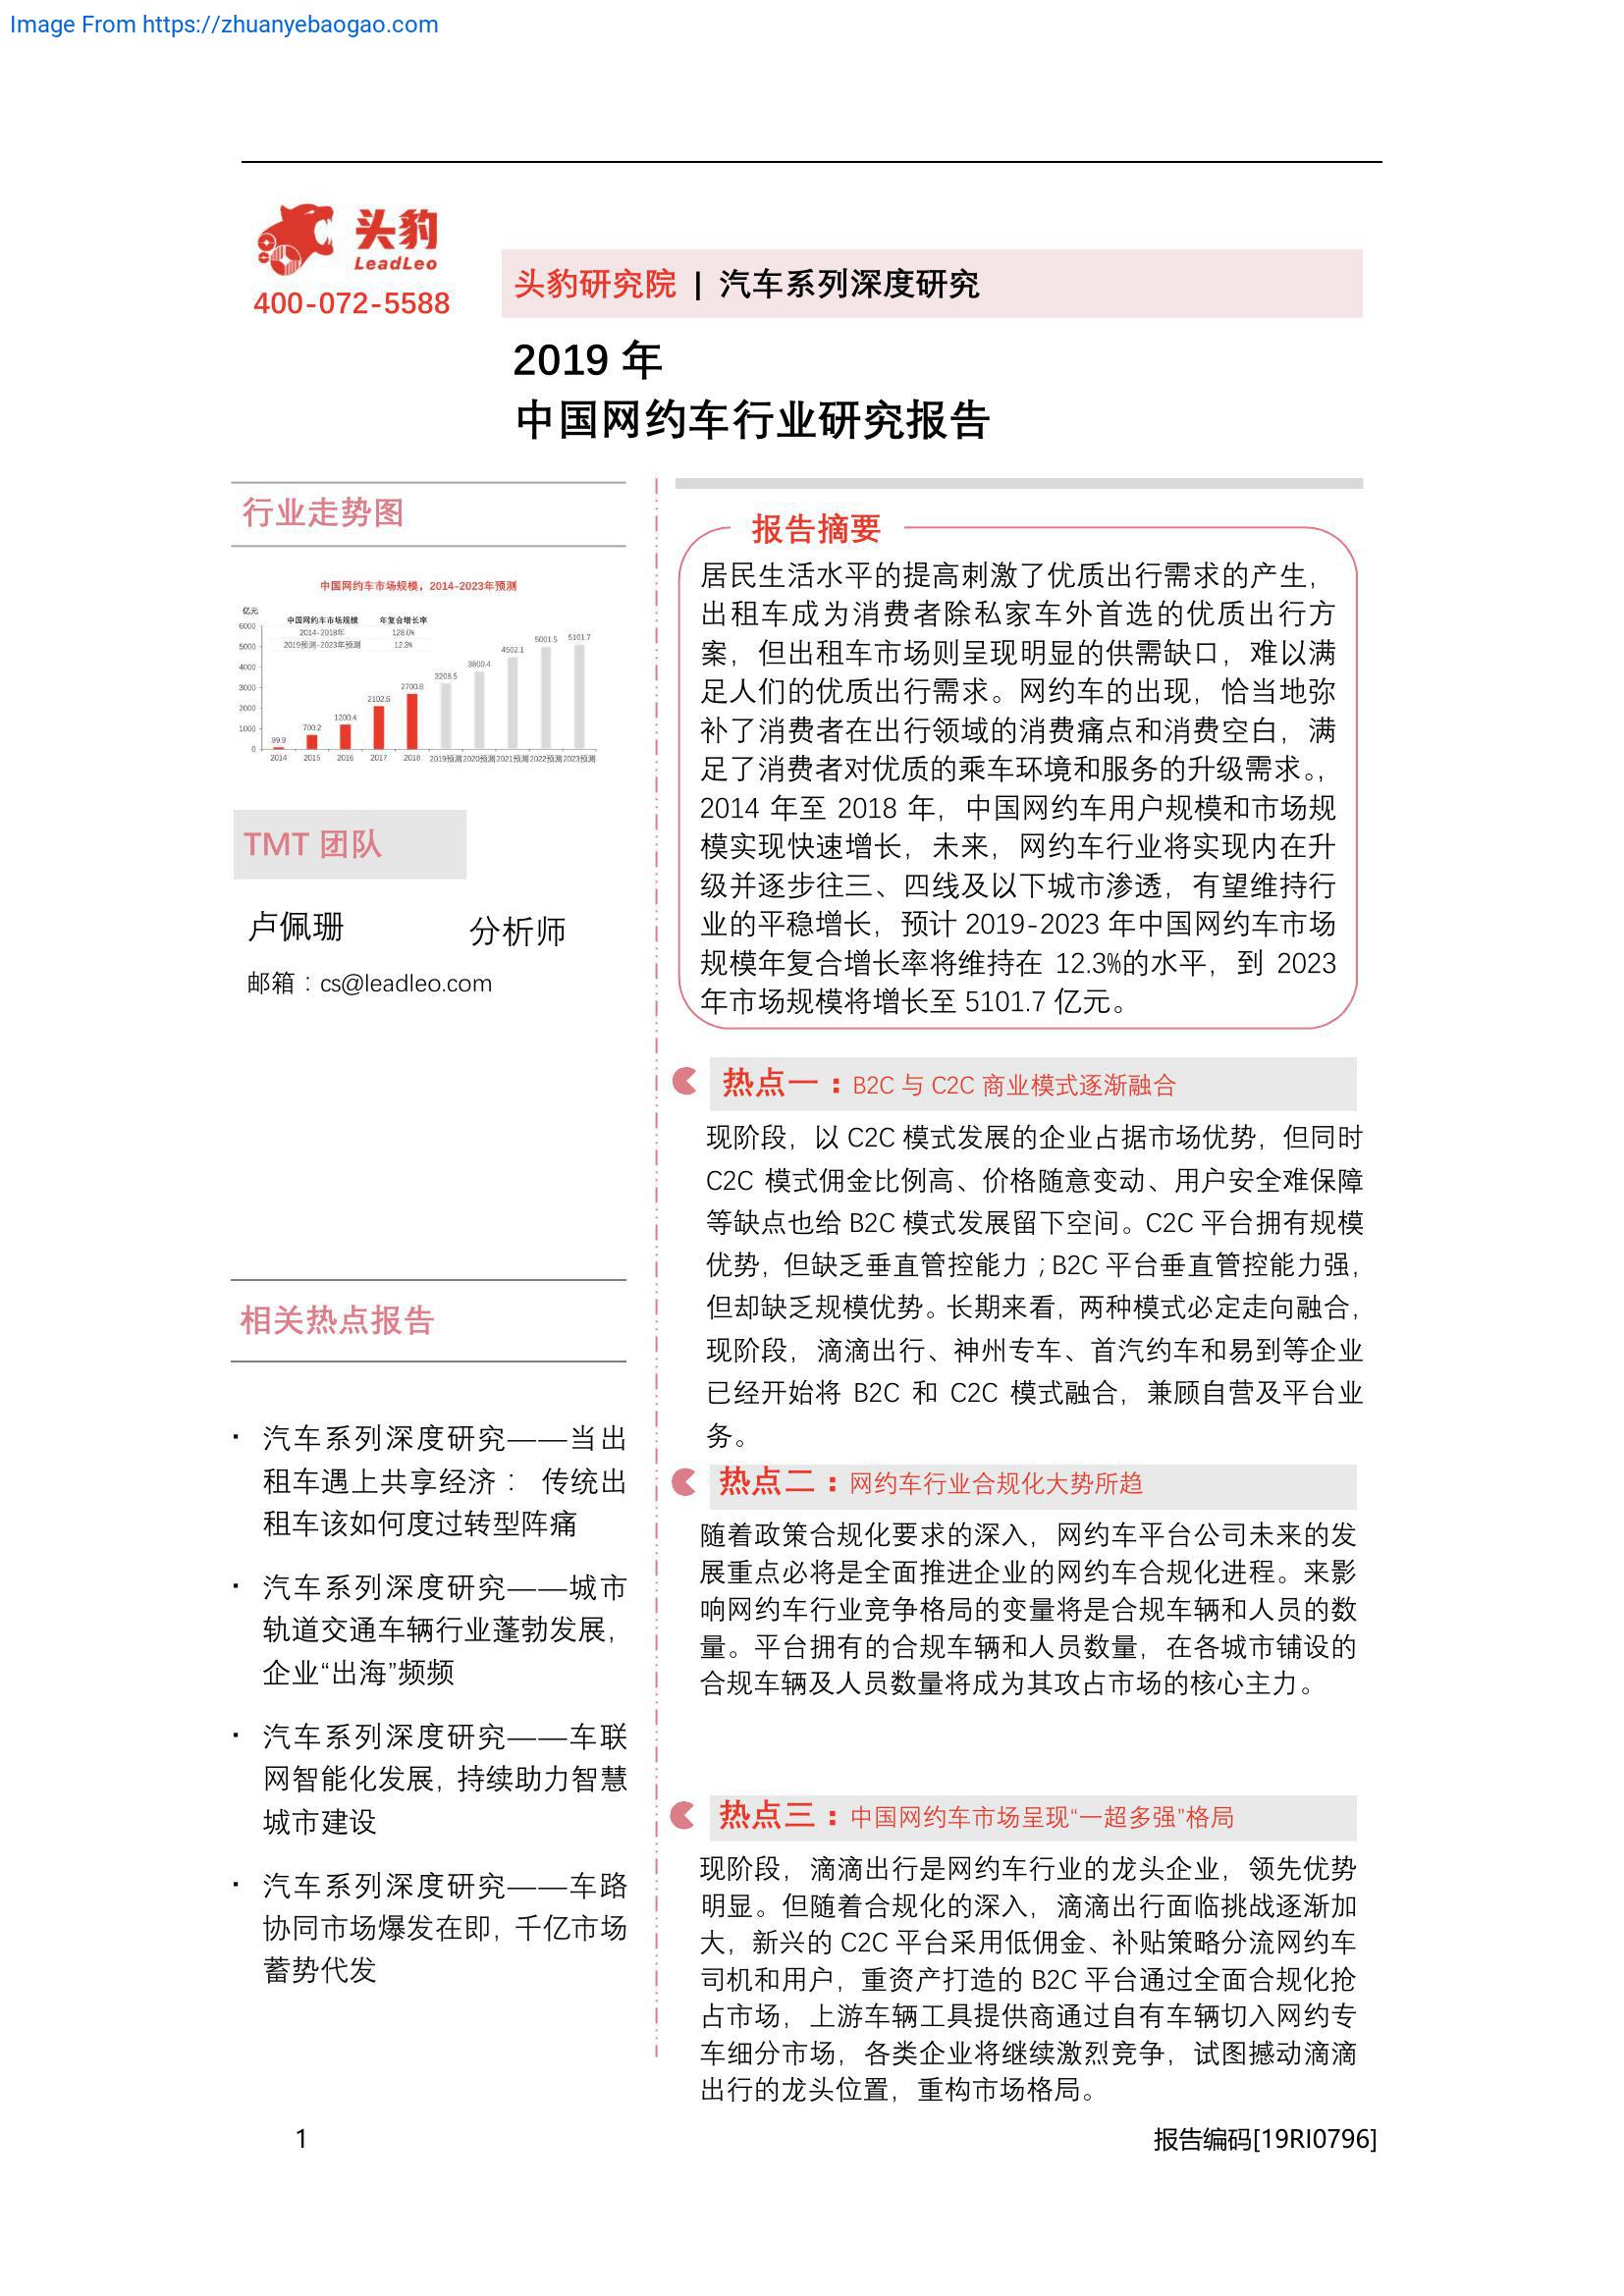 Image From https://zhuanyebaogao.com
头豹
LeadLeo
400-072-5588
头豹研究院 | 汽车系列深度研究
2019 年
中国网约车行业研究报告
行业走势图
中国网约车市场规模，2014-2023年预测
亿元
中国网约车市场规模 年复合增长率
2014-2018年 128.0%
2019预测-2023年预测 12.3%
6000
5000
4000
3000
2000
1000
0
99.9
700.2
1200.4
2102.6
2700.8
3208.5
3800.4
4502.1
5001.5
5101.7
2014 2015 2016 2017 2018 2019预测 2020预测 2021预测 2022预测 2023预测
TMT 团队
卢佩珊 分析师
邮箱：cs@leadleo.com
相关热点报告
· 汽车系列深度研究——当出
租车遇上共享经济： 传统出
租车该如何度过转型阵痛
· 汽车系列深度研究——城市
轨道交通车辆行业蓬勃发展，
企业“出海”频频
· 汽车系列深度研究——车联
网智能化发展，持续助力智慧
城市建设
· 汽车系列深度研究——车路
协同市场爆发在即，千亿市场
蓄势代发
报告摘要
居民生活水平的提高刺激了优质出行需求的产生，
出租车成为消费者除私家车外首选的优质出行方
案，但出租车市场则呈现明显的供需缺口，难以满
足人们的优质出行需求。网约车的出现，恰当地弥
补了消费者在出行领域的消费痛点和消费空白，满
足了消费者对优质的乘车环境和服务的升级需求。，
2014 年至 2018 年，中国网约车用户规模和市场规
模实现快速增长，未来，网约车行业将实现内在升
级并逐步往三、四线及以下城市渗透，有望维持行
业的平稳增长，预计 2019-2023 年中国网约车市场
规模年复合增长率将维持在 12.3%的水平，到 2023
年市场规模将增长至 5101.7 亿元。
热点一：B2C 与 C2C 商业模式逐渐融合
现阶段，以 C2C 模式发展的企业占据市场优势，但同时
C2C 模式佣金比例高、价格随意变动、用户安全难保障
等缺点也给 B2C 模式发展留下空间。C2C 平台拥有规模
优势，但缺乏垂直管控能力；B2C 平台垂直管控能力强，
但却缺乏规模优势。长期来看，两种模式必定走向融合，
现阶段，滴滴出行、神州专车、首汽约车和易到等企业
已经开始将 B2C 和 C2C 模式融合，兼顾自营及平台业
务。
热点二：网约车行业合规化大势所趋
随着政策合规化要求的深入，网约车平台公司未来的发
展重点必将是全面推进企业的网约车合规化进程。来影
响网约车行业竞争格局的变量将是合规车辆和人员的数
量。平台拥有的合规车辆和人员数量，在各城市铺设的
合规车辆及人员数量将成为其攻占市场的核心主力。
热点三：中国网约车市场呈现“一超多强”格局
现阶段，滴滴出行是网约车行业的龙头企业，领先优势
明显。但随着合规化的深入，滴滴出行面临挑战逐渐加
大，新兴的 C2C 平台采用低佣金、补贴策略分流网约车
司机和用户，重资产打造的 B2C 平台通过全面合规化抢
占市场，上游车辆工具提供商通过自有车辆切入网约专
车细分市场，各类企业将继续激烈竞争，试图撼动滴滴
出行的龙头位置，重构市场格局。
1
报告编码[19RI0796]